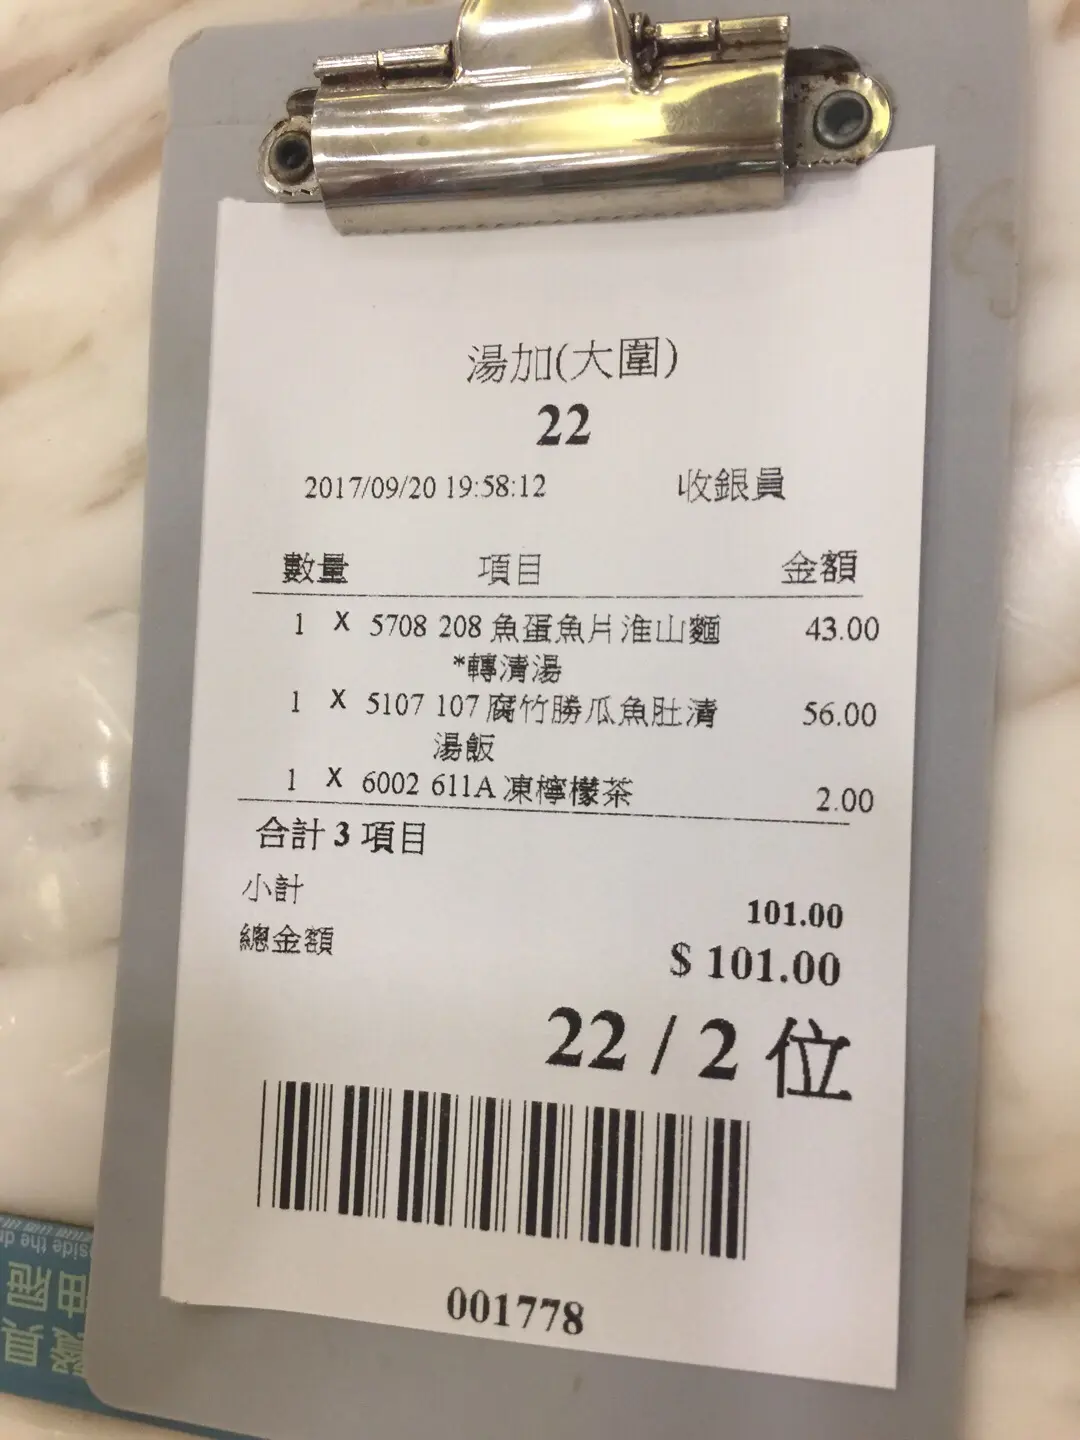 湯加(大圍)
22
2017/09/20 19:58:12 收銀員
數量 項目 金額
1 X 5708 208 魚蛋魚片淮山麵 43.00
*轉清湯
1 X 5107 107 腐竹勝瓜魚肚清 56.00
湯飯
1 X 6002 611A 凍檸檬茶 2.00
合計 3 項目
小計 101.00
總金額 $ 101.00
22 / 2 位
001778